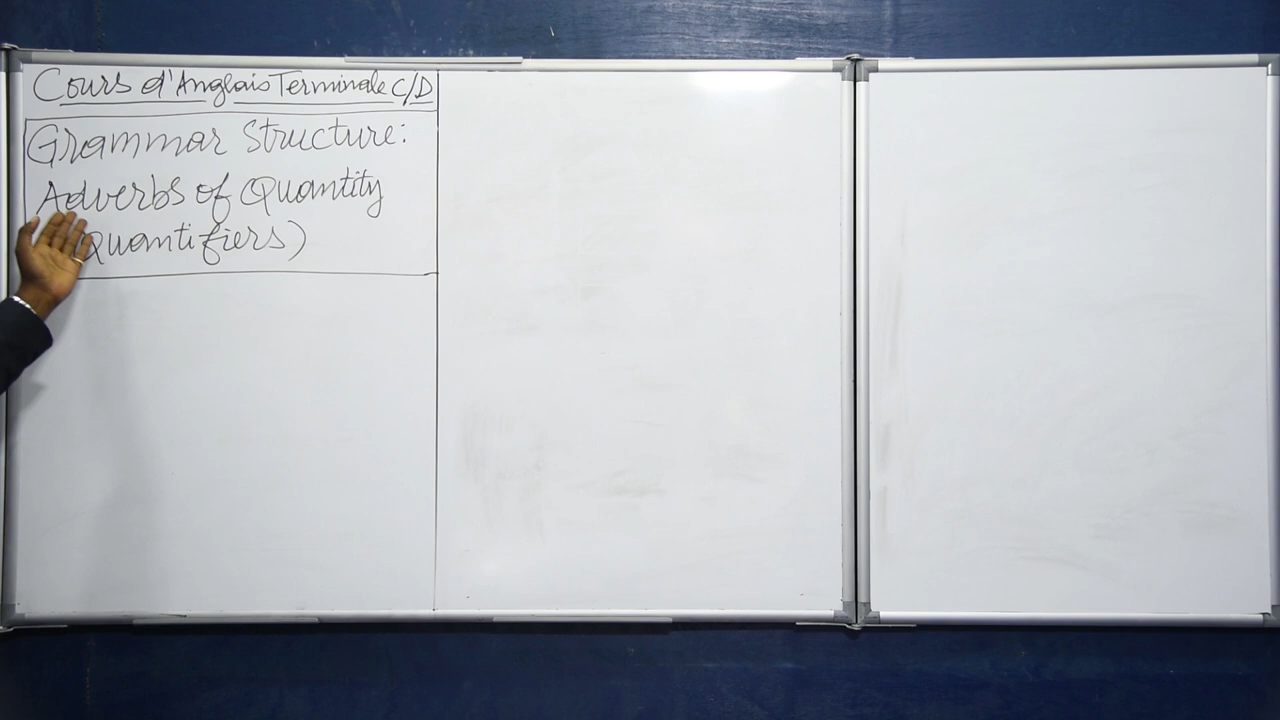 Cours d'Anglais Terminale C/D
Grammar Structure:
Adverbs of Quantity
Quantifiers)